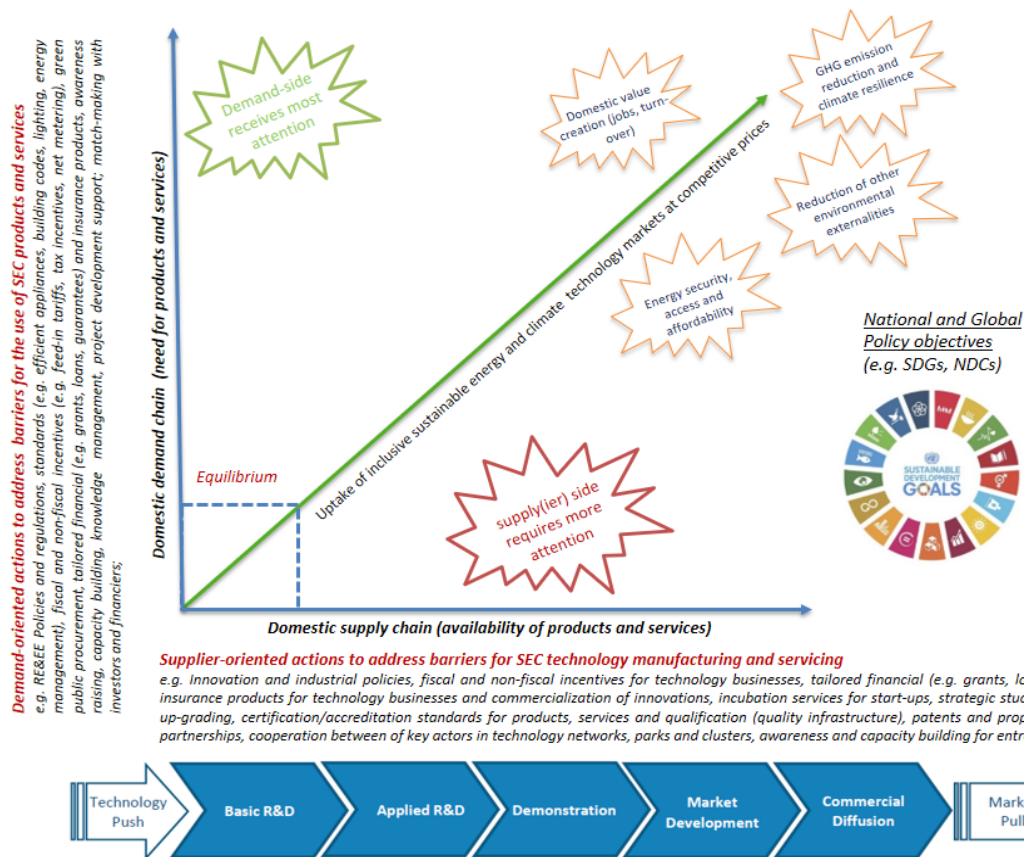 Demand-oriented actions to address barriers for the use of SEC products and services
e.g. RE&EE Policies and regulations, standards (e.g. efficient appliances, building codes, lighting, energy
management), fiscal and non-fiscal incentives (e.g. feed-in tariffs, tax incentives, net metering), green
public procurement, tailored financial (e.g. grants, loans, guarantees) and insurance products, awareness
raising, capacity building, knowledge management, project development support; match-making with
investors and financiers;
Domestic demand chain (need for products and services)
Demand-side
receives most
attention
Domestic value
creation (jobs, turn-
over)
GHG emission
reduction and
climate resilience
Reduction of other
environmental
externalities
Energy security,
access and
affordability
Uptake of inclusive sustainable energy and climate technology markets at competitive prices
National and Global
Policy objectives
(e.g. SDGs, NDCs)
SUSTAINABLE
DEVELOPMENT
GOALS
Equilibrium
supply(ier) side
requires more
attention
Domestic supply chain (availability of products and services)
Supplier-oriented actions to address barriers for SEC technology manufacturing and servicing
e.g. Innovation and industrial policies, fiscal and non-fiscal incentives for technology businesses, tailored financial (e.g. grants, lo
insurance products for technology businesses and commercialization of innovations, incubation services for start-ups, strategic stud
up-grading, certification/accreditation standards for products, services and qualification (quality infrastructure), patents and prop
partnerships, cooperation between of key actors in technology networks, parks and clusters, awareness and capacity building for entr
Technology
Push
Basic R&D
Applied R&D
Demonstration
Market
Development
Commercial
Diffusion
Mark
Pul